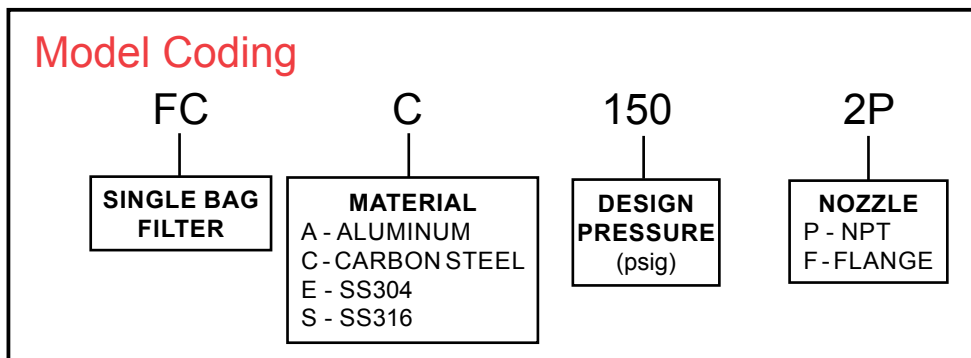 Model Coding
FC C 150 2P
SINGLE BAG
FILTER
MATERIAL
A - ALUMINUM
C - CARBON STEEL
E - SS304
S - SS316
DESIGN
PRESSURE
(psig)
NOZZLE
P - NPT
F - FLANGE